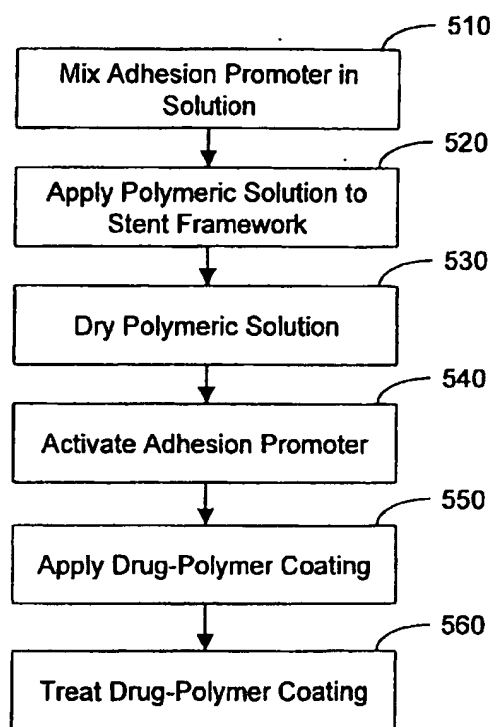 510
Mix Adhesion Promoter in
Solution
520
Apply Polymeric Solution to
Stent Framework
530
Dry Polymeric Solution
540
Activate Adhesion Promoter
550
Apply Drug-Polymer Coating
560
Treat Drug-Polymer Coating